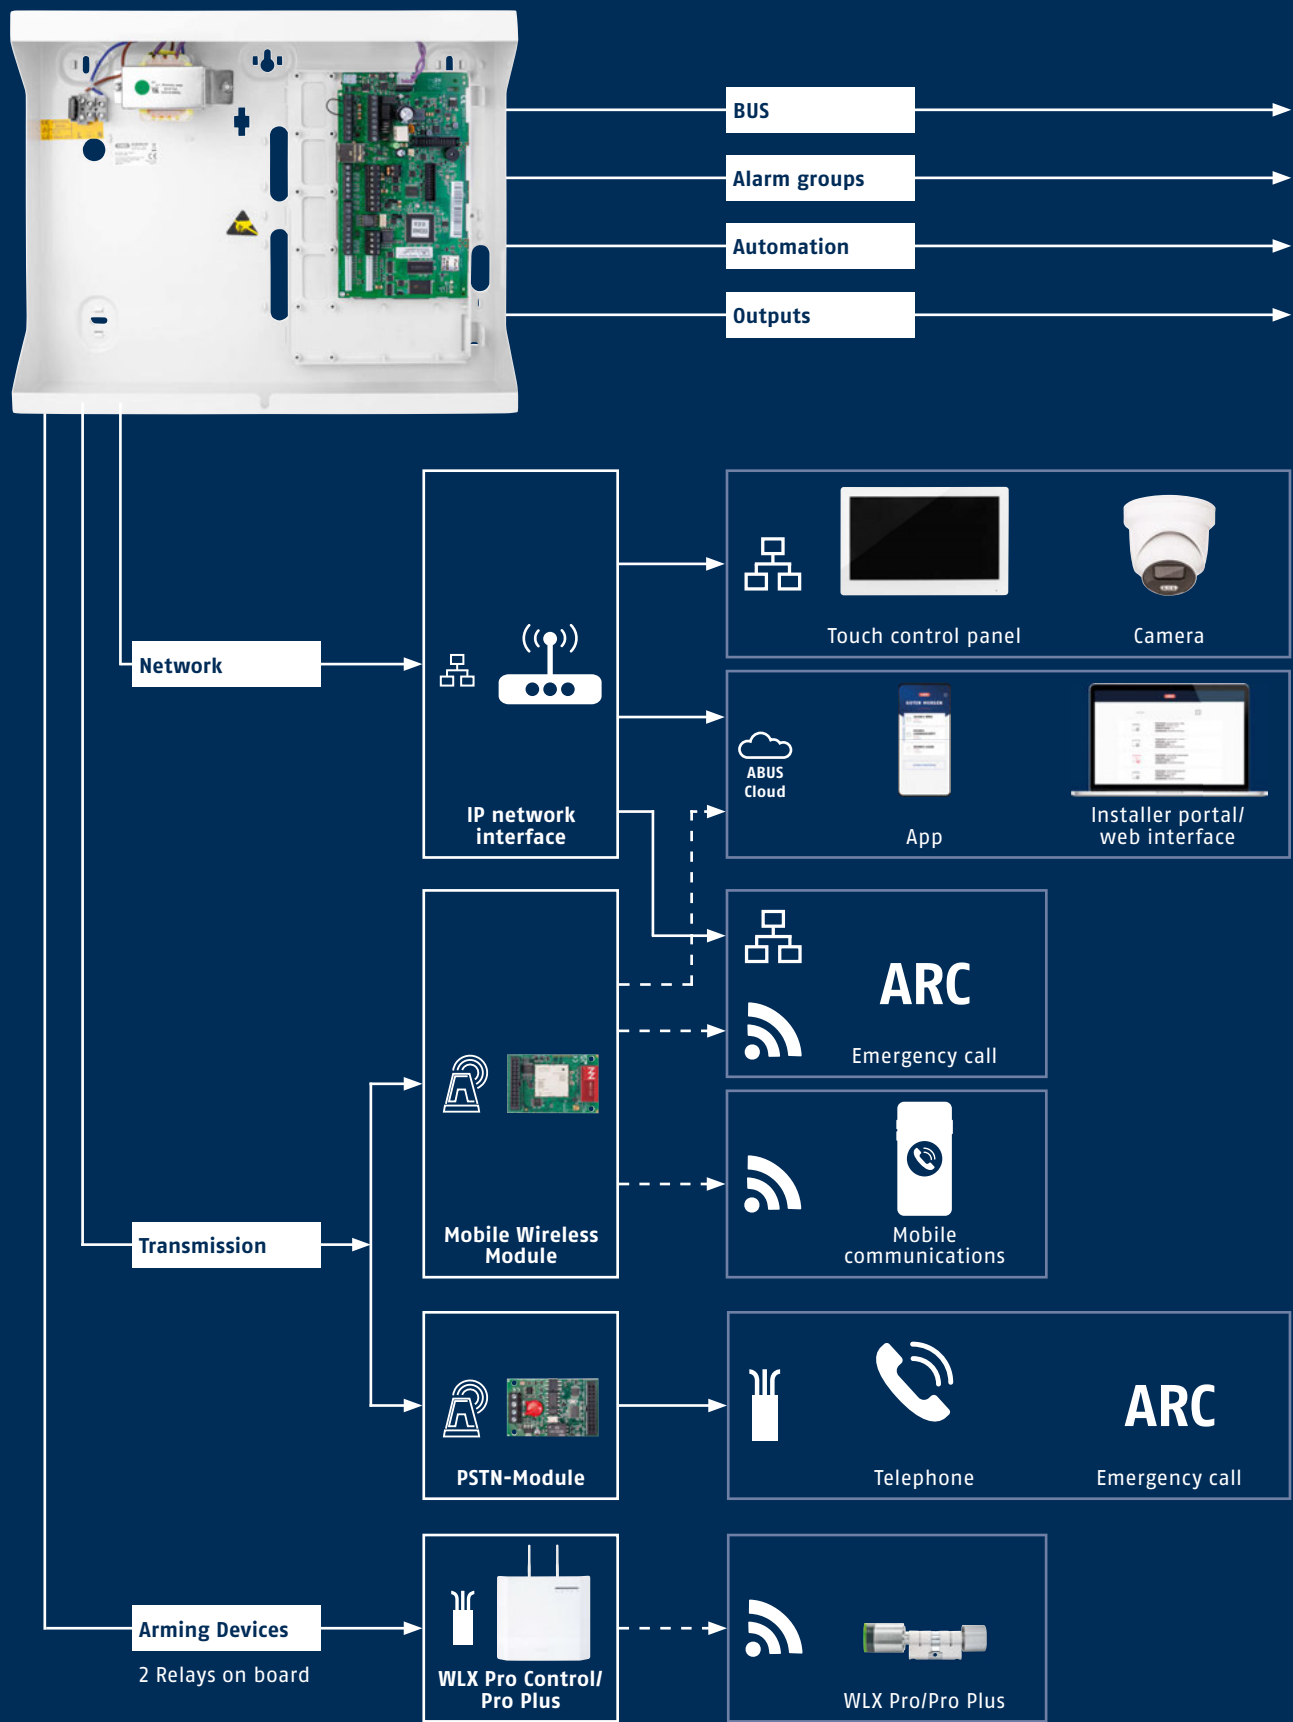 BUS
Alarm groups
Automation
Outputs
Network
IP network
interface
Touch control panel
Camera
ABUS
Cloud
App
Installer portal/
web interface
ARC
Emergency call
Transmission
Mobile Wireless
Module
Mobile
communications
PSTN-Module
Telephone
ARC
Emergency call
Arming Devices
2 Relays on board
WLX Pro Control/
Pro Plus
WLX Pro/Pro Plus